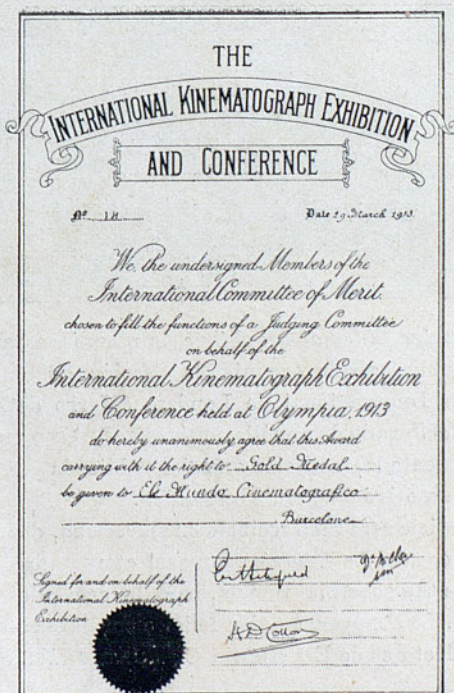 THE
INTERNATIONAL KINEMATOGRAPH EXHIBITION
AND CONFERENCE
Nº 18 Date 29 March 1913.
We, the undersigned Members of the
International Committee of Merit
chosen to fill the functions of a Judging Committee
on behalf of the
International Kinematograph Exhibition
and Conference held at Olympia, 1913
do hereby unanimously agree that this Award
carrying with it the right to Gold Medal
be given to Ele Mundo Cinematografico
Barcelone
Signed for and on behalf of the
International Kinematograph
Exhibition